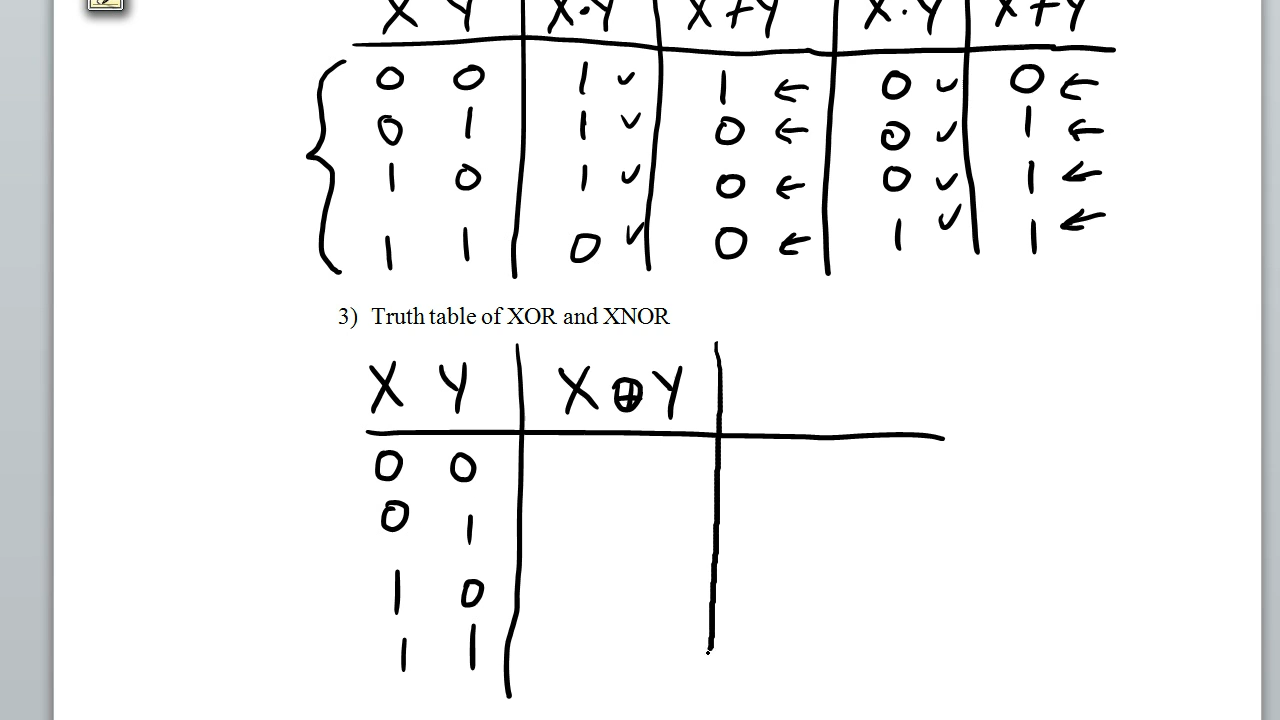 X Y X·Y X+Y X·Y X+Y
0 0 1 ✓ 1 ← 0 ✓ 0 ←
0 1 1 ✓ 0 ← 0 ✓ 1 ←
1 0 1 ✓ 0 ← 0 ✓ 1 ←
1 1 0 ✓ 0 ← 1 ✓ 1 ←
3) Truth table of XOR and XNOR
X Y X ⊕ Y
0 0
0 1
1 0
1 1